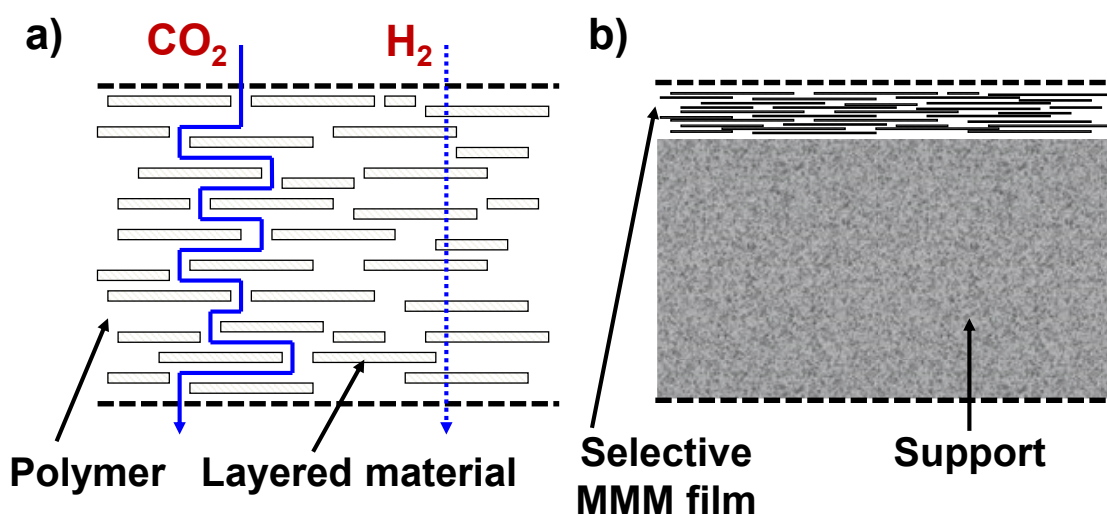 a)
CO₂
H₂
Polymer
Layered material
b)
Selective
MMM film
Support